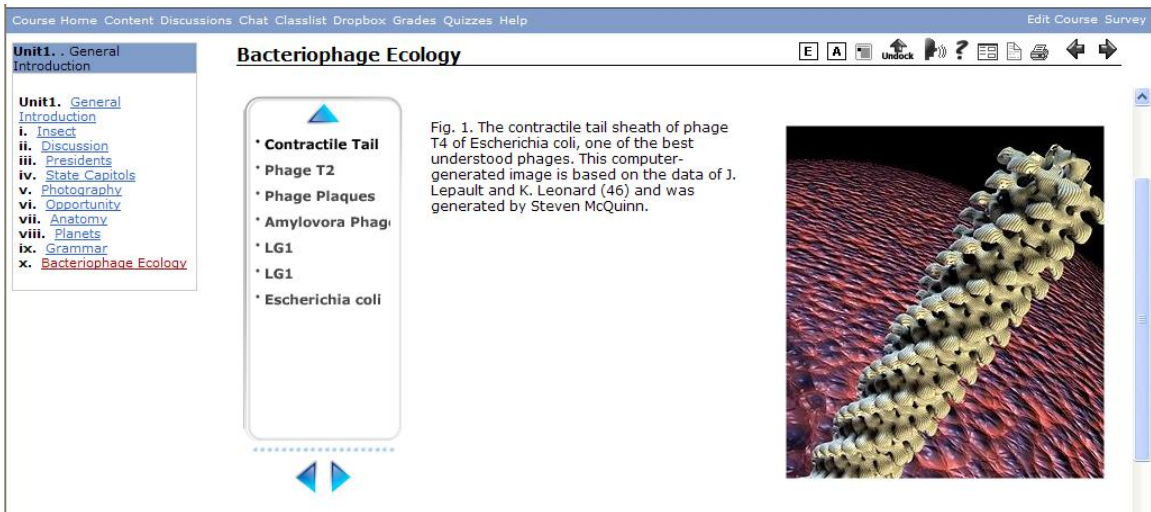 Course Home Content Discussions Chat Classlist Dropbox Grades Quizzes Help
Edit Course Survey
Unit1. . General
Introduction
Unit1. General
Introduction
i. Insect
ii. Discussion
iii. Presidents
iv. State Capitols
v. Photography
vi. Opportunity
vii. Anatomy
viii. Planets
ix. Grammar
x. Bacteriophage Ecology
Bacteriophage Ecology
E A Undock ?
Contractile Tail
Phage T2
Phage Plaques
Amylovora Phag
LG1
LG1
Escherichia coli
Fig. 1. The contractile tail sheath of phage
T4 of Escherichia coli, one of the best
understood phages. This computer-
generated image is based on the data of J.
Lepault and K. Leonard (46) and was
generated by Steven McQuinn.